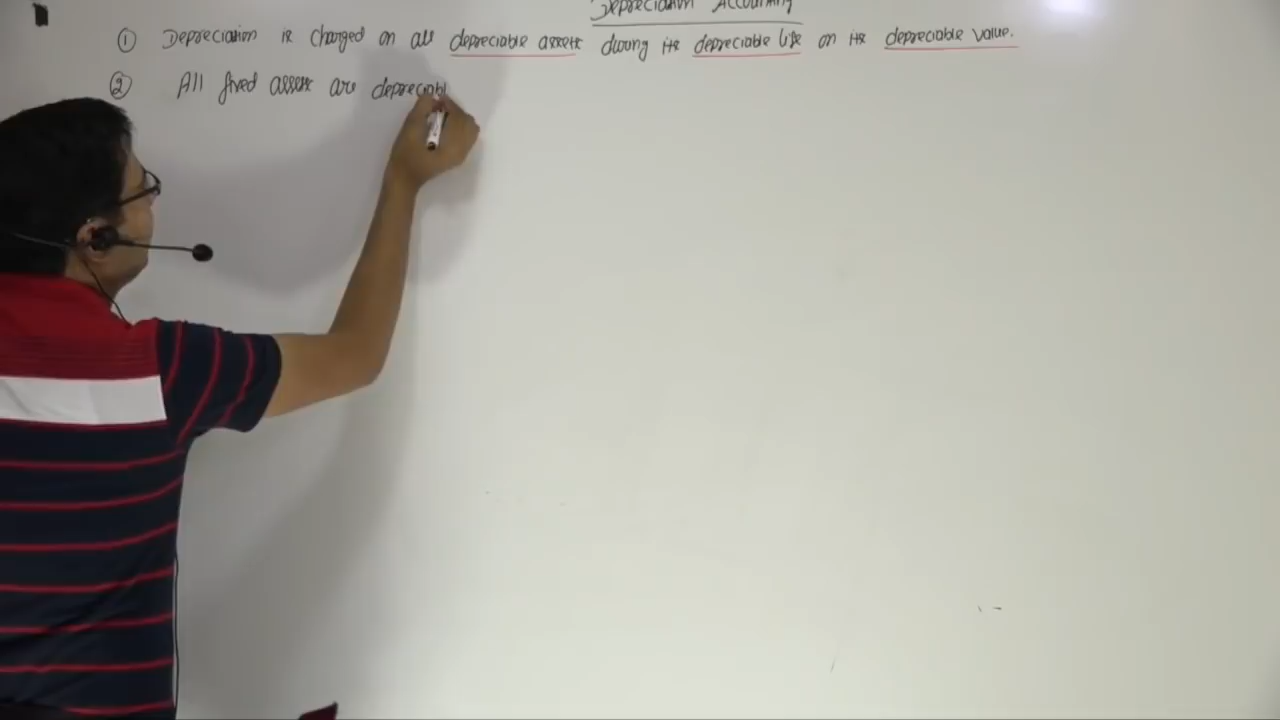 Depreciation Accounting
① Depreciation is charged on all depreciable assets during its depreciable life on its depreciable value.
② All fixed assets are depreciabl